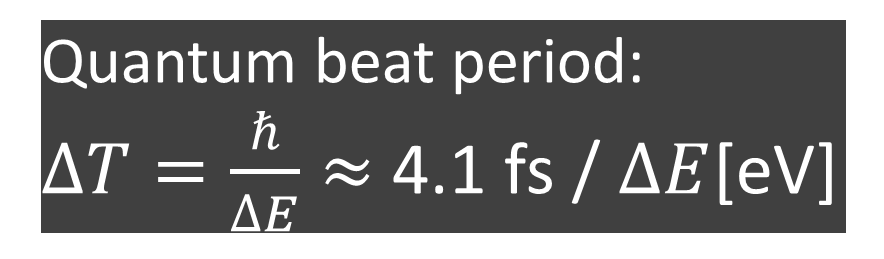 Quantum beat period:
ΔT = ℏ/ΔE ≈ 4.1 fs / ΔE[eV]